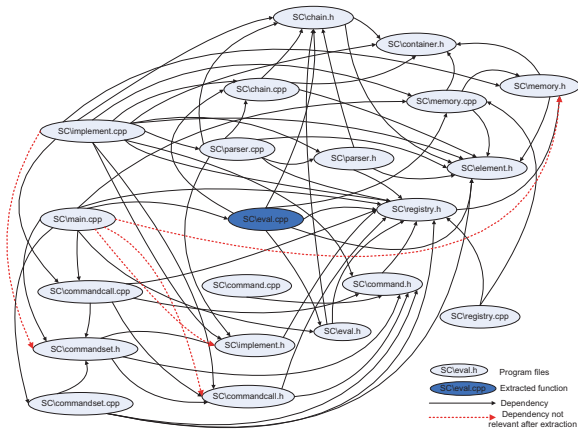 SC\chain.h
SC\container.h
SC\chain.cpp
SC\memory.h
SC\memory.cpp
SC\implement.cpp
SC\parser.cpp
SC\parser.h
SC\element.h
SC\main.cpp
SC\eval.cpp
SC\registry.h
SC\commandcall.cpp
SC\command.cpp
SC\command.h
SC\registry.cpp
SC\eval.h
SC\commandset.h
SC\implement.h
SC\commandset.cpp
SC\commandcall.h
SC\eval.h Program files
SC\eval.cpp Extracted function
Dependency
Dependency not
relevant after extraction